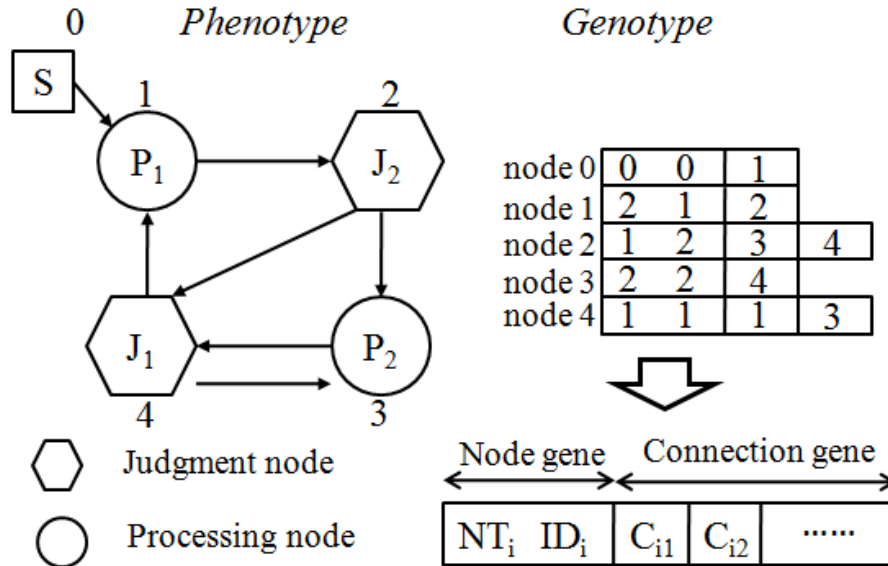 0 Phenotype Genotype
S
1 2
P1 J2
node 0 0 0 1
node 1 2 1 2
node 2 1 2 3 4
node 3 2 2 4
node 4 1 1 1 3
J1 P2
4 3
Judgment node
Processing node
Node gene Connection gene
NTi IDi Ci1 Ci2 ······